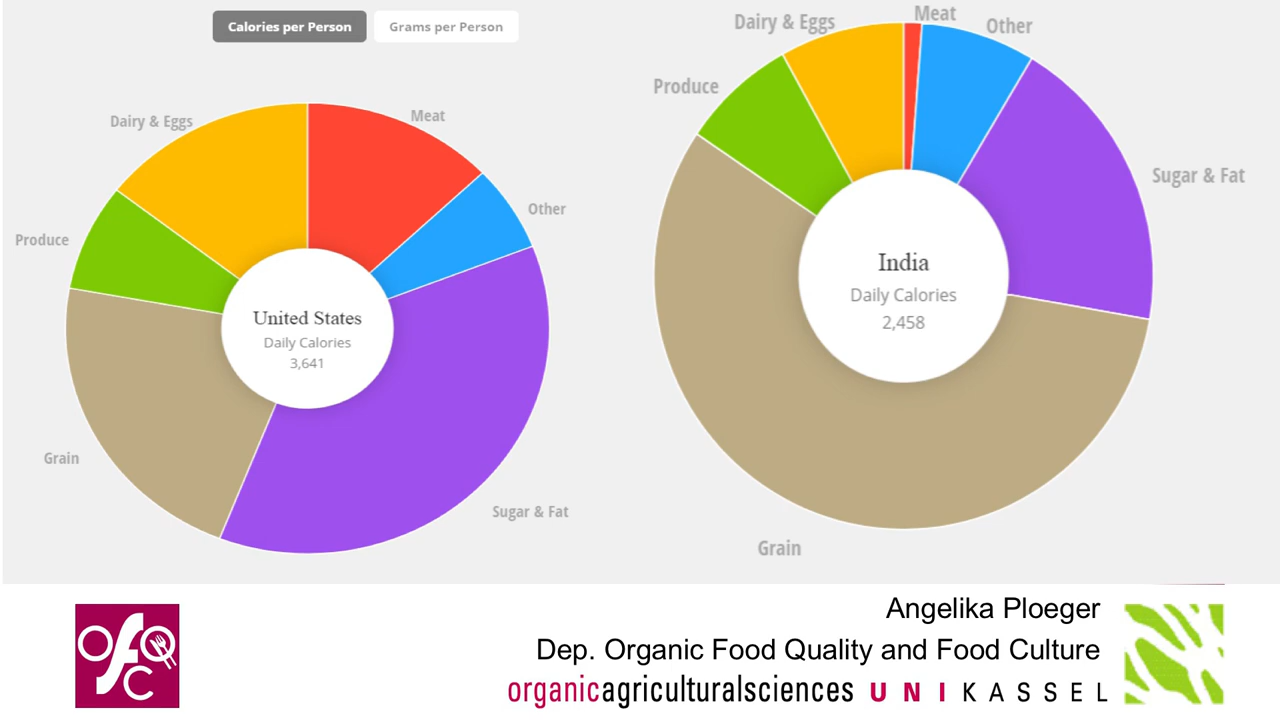 Calories per Person
Grams per Person
Dairy & Eggs
Meat
Other
Produce
United States
Daily Calories
3,641
Grain
Sugar & Fat
Dairy & Eggs
Meat
Other
Produce
Sugar & Fat
India
Daily Calories
2,458
Grain
OfQC
Angelika Ploeger
Dep. Organic Food Quality and Food Culture
organicagriculturalsciences UNIKASSEL